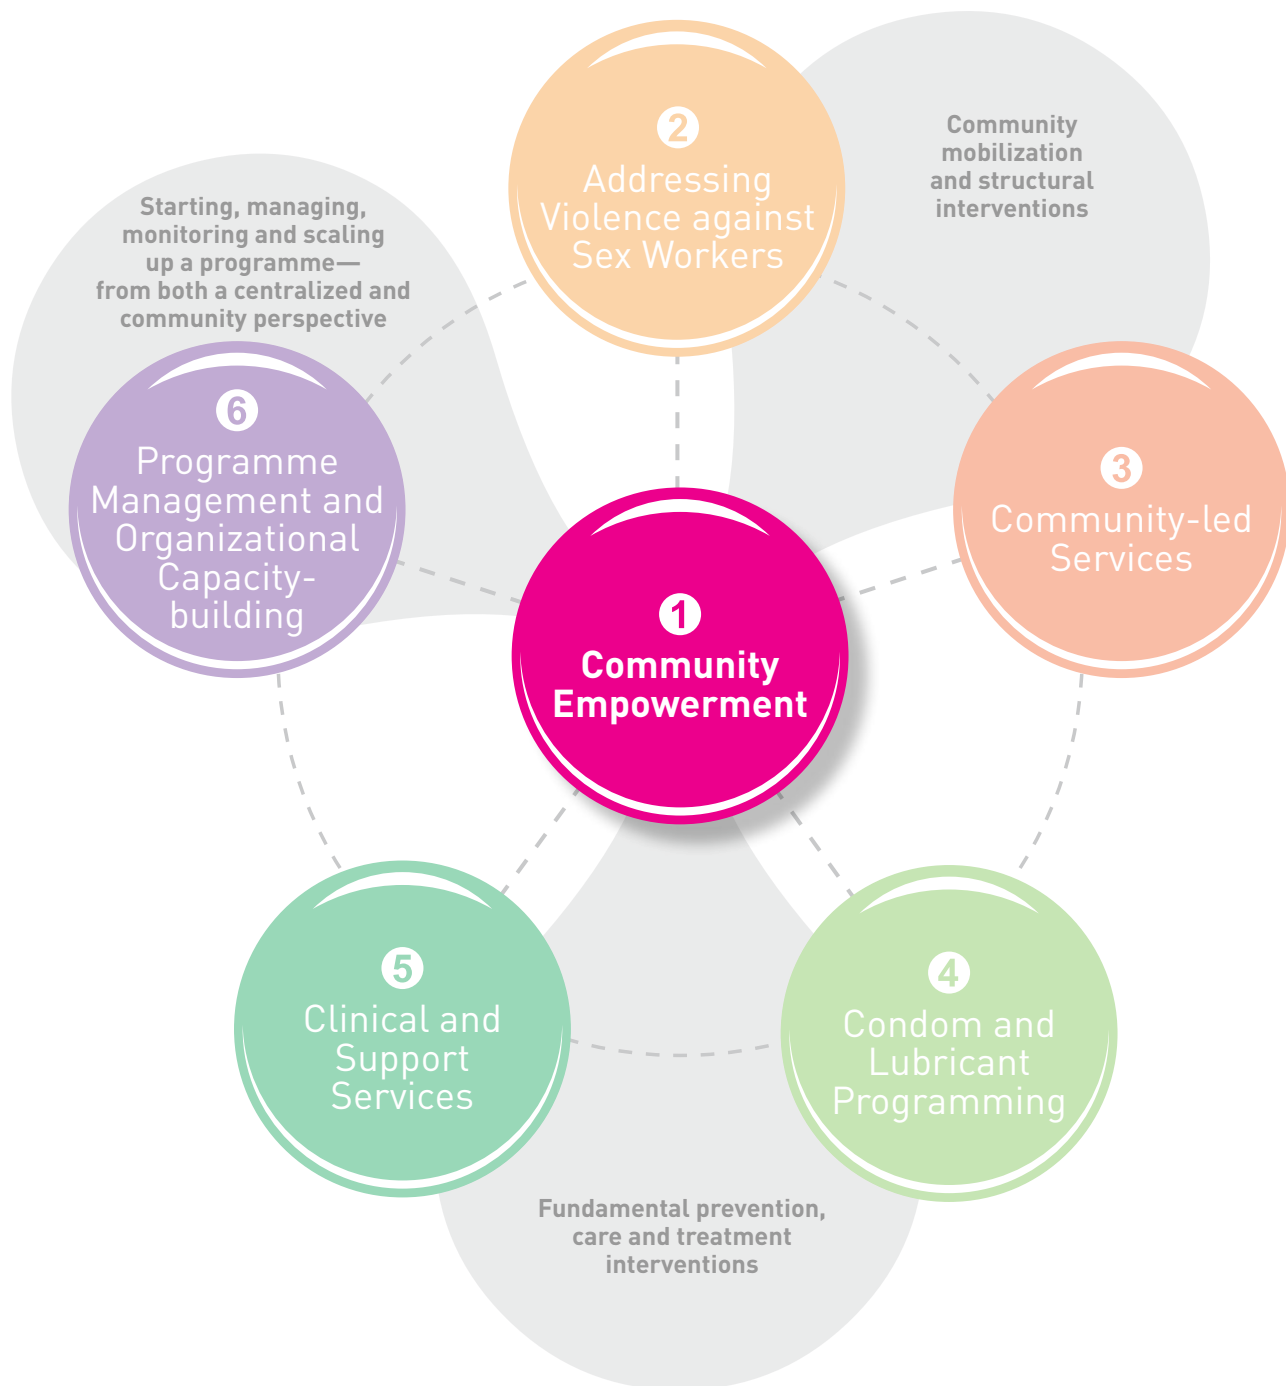 2
Addressing
Violence against
Sex Workers
Community
mobilization
and structural
interventions
Starting, managing,
monitoring and scaling
up a programme—
from both a centralized and
community perspective
6
Programme
Management and
Organizational
Capacity-
building
3
Community-led
Services
1
Community
Empowerment
5
Clinical and
Support
Services
4
Condom and
Lubricant
Programming
Fundamental prevention,
care and treatment
interventions